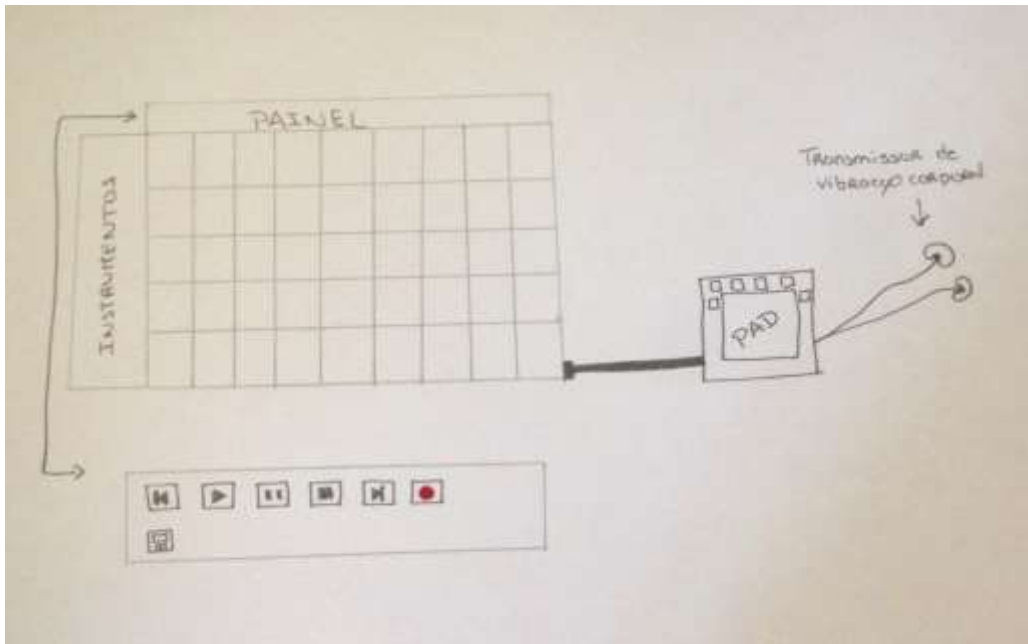 PAINEL
INSTRUMENTOS
Transmissor de
vibração corporal
PAD